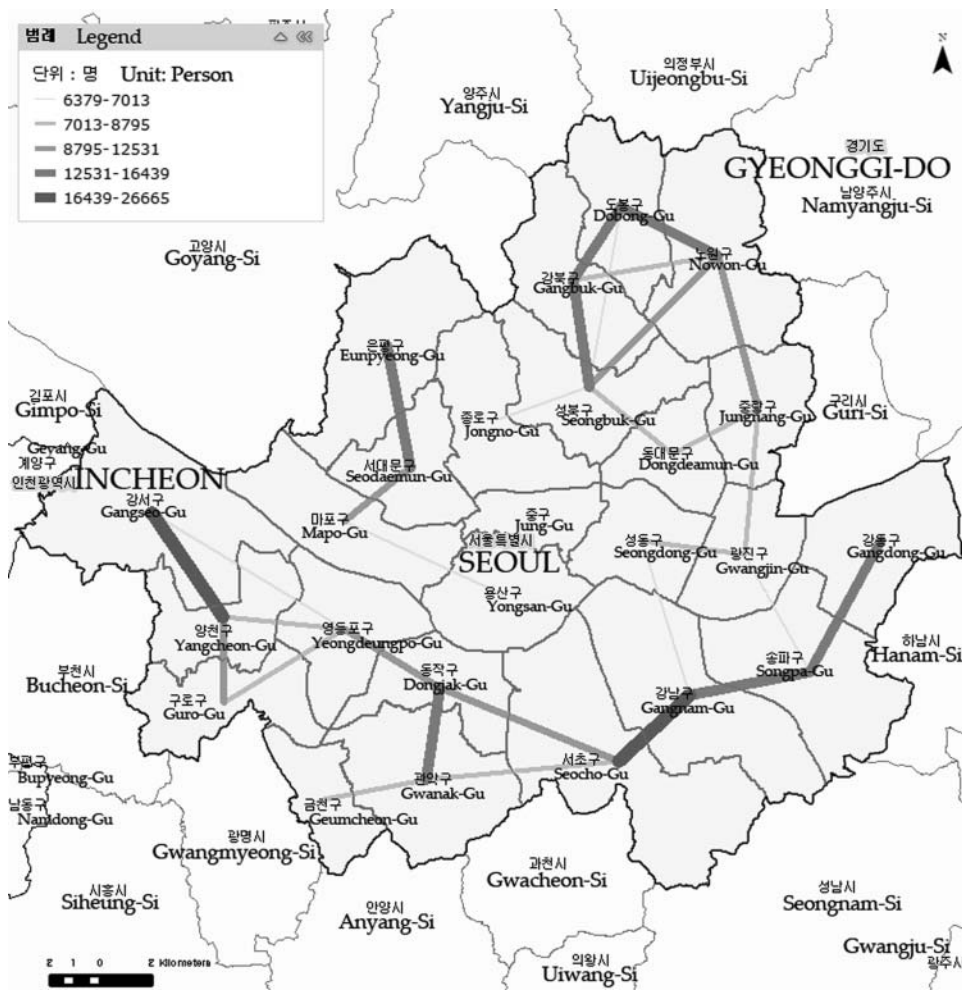 범례 Legend
단위 : 명 Unit: Person
6379-7013
7013-8795
8795-12531
12531-16439
16439-26665
N
의정부시
Uijeongbu-Si
양주시
Yangju-Si
경기도
GYEONGGI-DO
남양주시
Namyangju-Si
도봉구
Dobong-Gu
노원구
Nowon-Gu
고양시
Goyang-Si
강북구
Gangbuk-Gu
은평구
Eunpyeong-Gu
김포시
Gimpo-Si
종로구
Jongno-Gu
성북구
Seongbuk-Gu
중랑구
Jungnang-Gu
구리시
Guri-Si
Geyang-Gu
계양구
인천광역시
INCHEON
서대문구
Seodaemun-Gu
동대문구
Dongdeamun-Gu
강서구
Gangseo-Gu
마포구
Mapo-Gu
중구
Jung-Gu
서울특별시
SEOUL
성동구
Seongdong-Gu
광진구
Gwangjin-Gu
강동구
Gangdong-Gu
용산구
Yongsan-Gu
양천구
Yangcheon-Gu
영등포구
Yeongdeungpo-Gu
하남시
Hanam-Si
부천시
Bucheon-Si
동작구
Dongjak-Gu
송파구
Songpa-Gu
구로구
Guro-Gu
강남구
Gangnam-Gu
부평구
Bupyeong-Gu
서초구
Seocho-Gu
관악구
Gwanak-Gu
남동구
Namdong-Gu
금천구
Geumcheon-Gu
광명시
Gwangmyeong-Si
과천시
Gwacheon-Si
시흥시
Siheung-Si
안양시
Anyang-Si
성남시
Seongnam-Si
Gwangju-Si
광주시
의왕시
Uiwang-Si
2 1 0 2 Kilometers